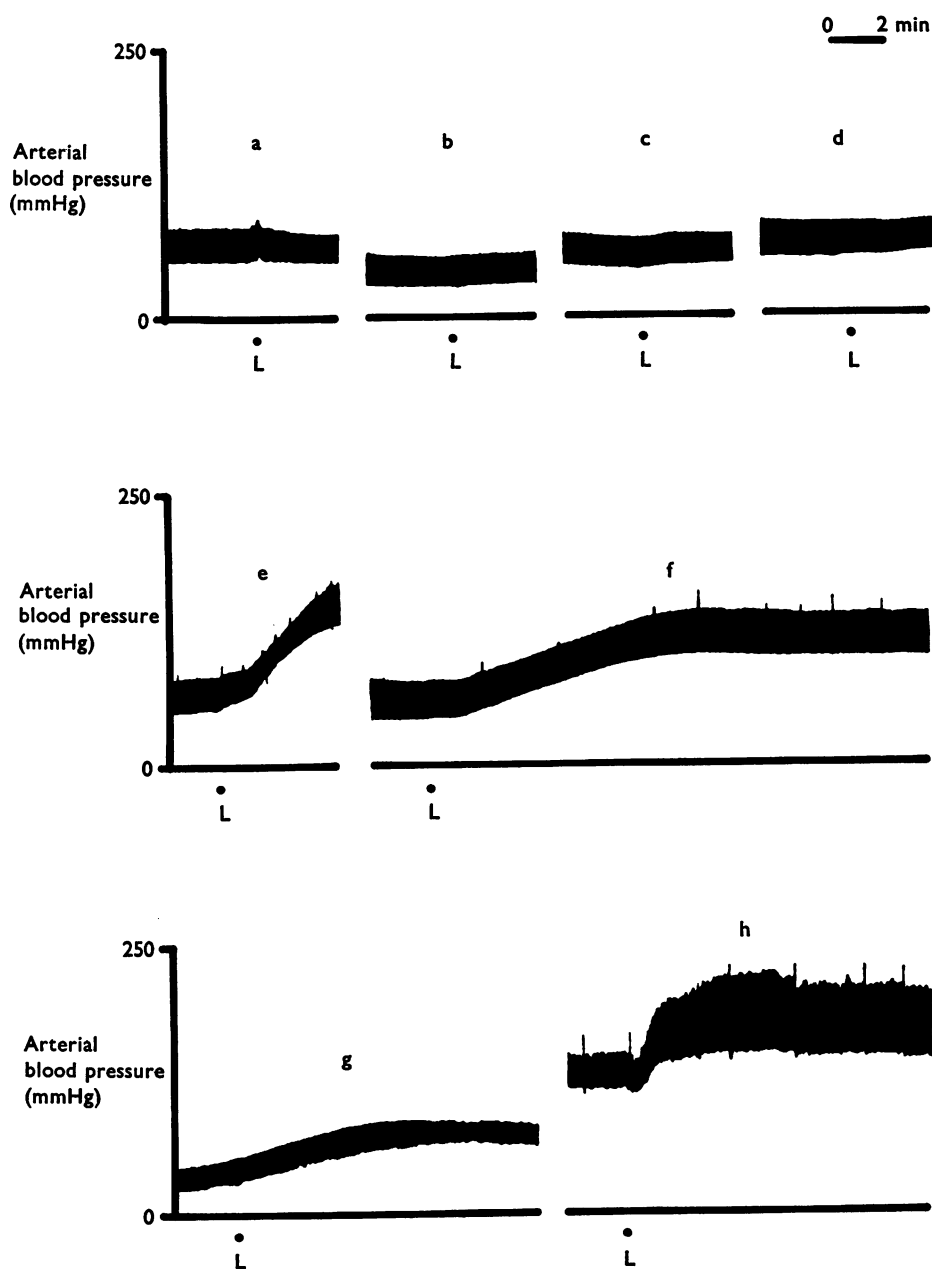 0 2 min
250
a b c d
Arterial
blood pressure
(mmHg)
0
L L L L
250
e f
Arterial
blood pressure
(mmHg)
0
L L
250
h
Arterial
blood pressure
(mmHg)
g
0
L L